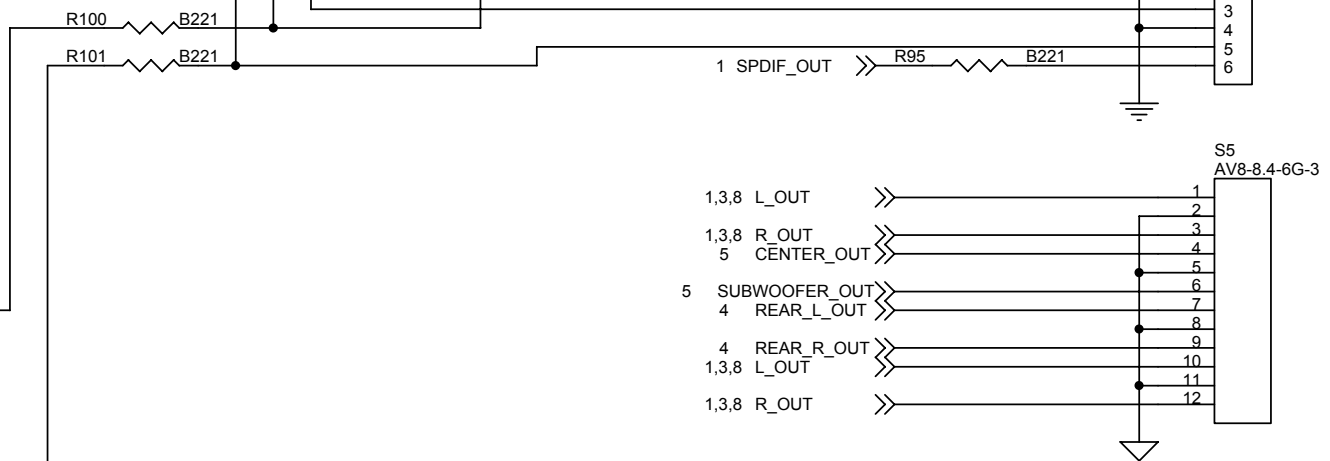 3
R100 B221
4
R101 B221
5
1 SPDIF_OUT R95 B221
6
S5
AV8-8.4-6G-3
1,3,8 L_OUT 1
2
1,3,8 R_OUT 3
5 CENTER_OUT 4
5
5 SUBWOOFER_OUT 6
4 REAR_L_OUT 7
8
4 REAR_R_OUT 9
1,3,8 L_OUT 10
11
1,3,8 R_OUT 12